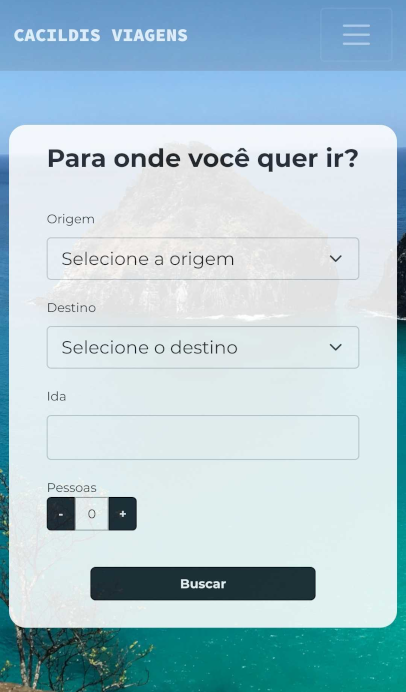 CACILDIS VIAGENS
Para onde você quer ir?
Origem
Selecione a origem
Destino
Selecione o destino
Ida
Pessoas
- 0 +
Buscar